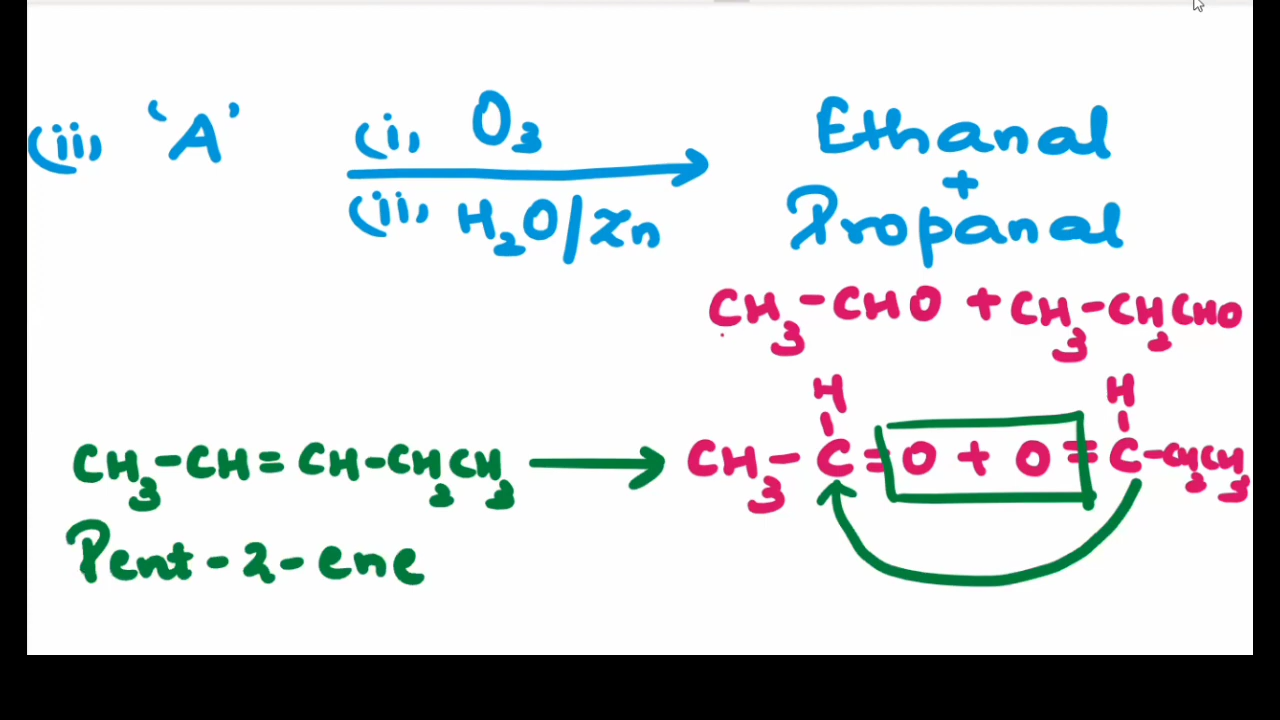 (ii) 'A' (i) O3 Ethanal
+
(ii) H2O/Zn Propanal
CH3-CHO + CH3-CH2CHO
H H
CH3-CH=CH-CH2CH3 → CH3-C=O+O=C-CH2CH3
Pent-2-ene